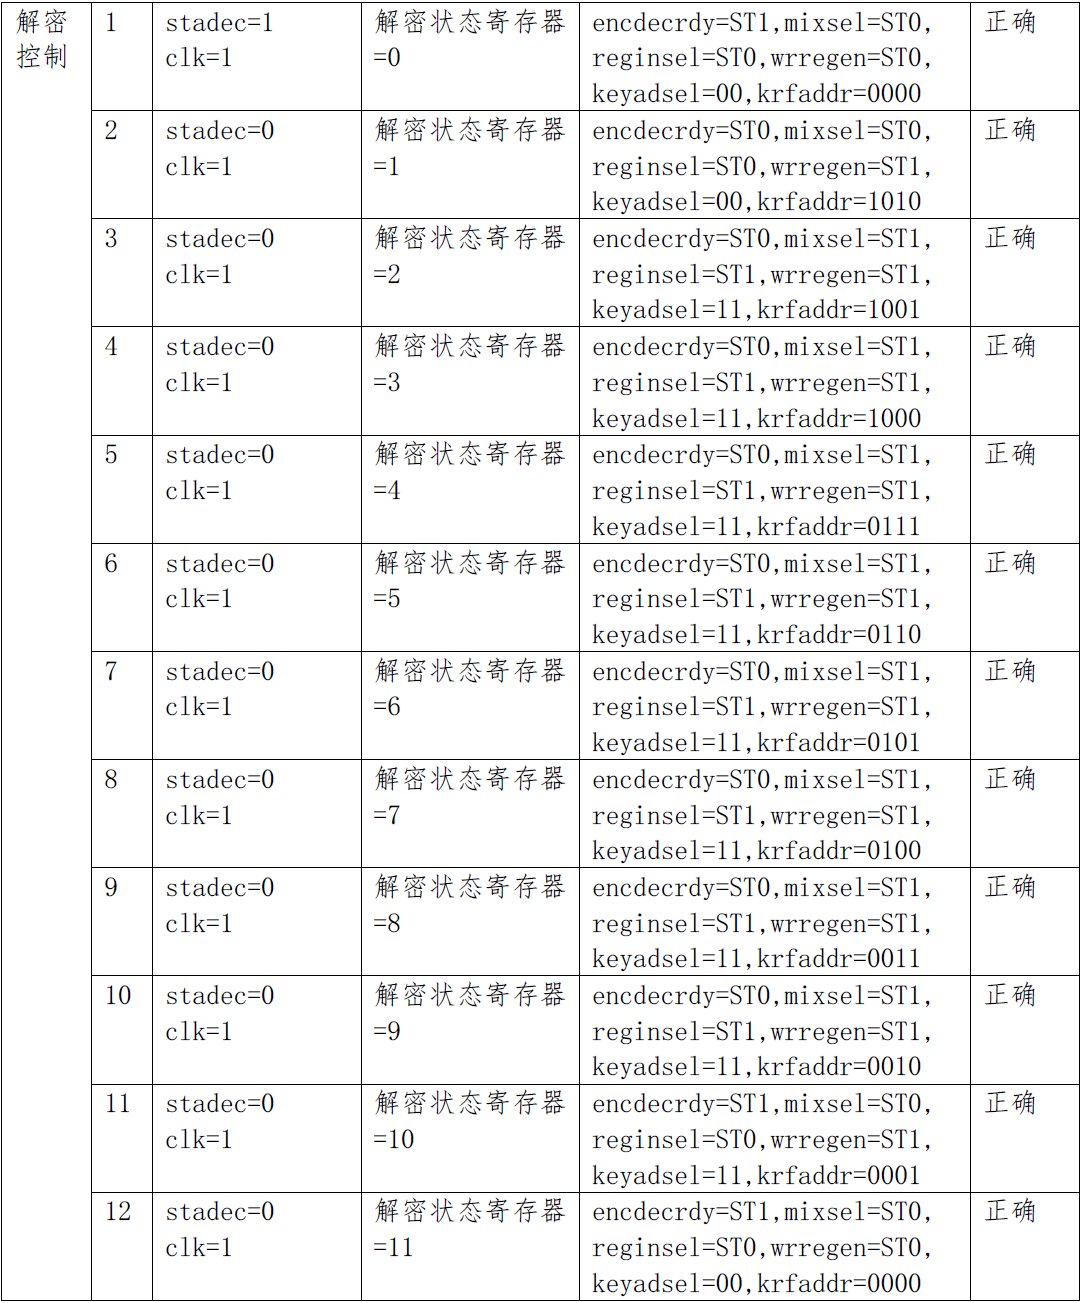 解密
控制
1
stadec=1
clk=1
解密状态寄存器
=0
encdecrdy=ST1,mixsel=ST0,
reginsel=ST0,wrregen=ST0,
keyadsel=00,krfaddr=0000
正确
2
stadec=0
clk=1
解密状态寄存器
=1
encdecrdy=ST0,mixsel=ST0,
reginsel=ST0,wrregen=ST1,
keyadsel=00,krfaddr=1010
正确
3
stadec=0
clk=1
解密状态寄存器
=2
encdecrdy=ST0,mixsel=ST1,
reginsel=ST1,wrregen=ST1,
keyadsel=11,krfaddr=1001
正确
4
stadec=0
clk=1
解密状态寄存器
=3
encdecrdy=ST0,mixsel=ST1,
reginsel=ST1,wrregen=ST1,
keyadsel=11,krfaddr=1000
正确
5
stadec=0
clk=1
解密状态寄存器
=4
encdecrdy=ST0,mixsel=ST1,
reginsel=ST1,wrregen=ST1,
keyadsel=11,krfaddr=0111
正确
6
stadec=0
clk=1
解密状态寄存器
=5
encdecrdy=ST0,mixsel=ST1,
reginsel=ST1,wrregen=ST1,
keyadsel=11,krfaddr=0110
正确
7
stadec=0
clk=1
解密状态寄存器
=6
encdecrdy=ST0,mixsel=ST1,
reginsel=ST1,wrregen=ST1,
keyadsel=11,krfaddr=0101
正确
8
stadec=0
clk=1
解密状态寄存器
=7
encdecrdy=ST0,mixsel=ST1,
reginsel=ST1,wrregen=ST1,
keyadsel=11,krfaddr=0100
正确
9
stadec=0
clk=1
解密状态寄存器
=8
encdecrdy=ST0,mixsel=ST1,
reginsel=ST1,wrregen=ST1,
keyadsel=11,krfaddr=0011
正确
10
stadec=0
clk=1
解密状态寄存器
=9
encdecrdy=ST0,mixsel=ST1,
reginsel=ST1,wrregen=ST1,
keyadsel=11,krfaddr=0010
正确
11
stadec=0
clk=1
解密状态寄存器
=10
encdecrdy=ST1,mixsel=ST0,
reginsel=ST0,wrregen=ST1,
keyadsel=11,krfaddr=0001
正确
12
stadec=0
clk=1
解密状态寄存器
=11
encdecrdy=ST1,mixsel=ST0,
reginsel=ST0,wrregen=ST0,
keyadsel=00,krfaddr=0000
正确